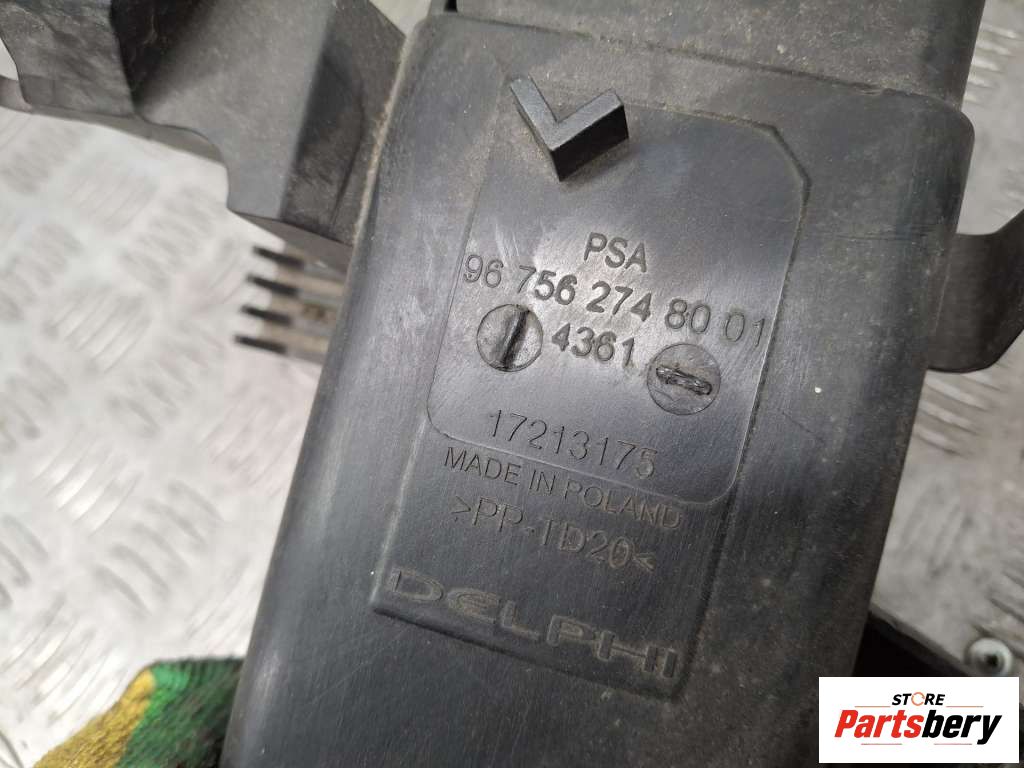 PSA
96 756 274 80 01
4361
17213175
MADE IN POLAND
>PP-TD20<
DELPHI
STORE
Partsbery